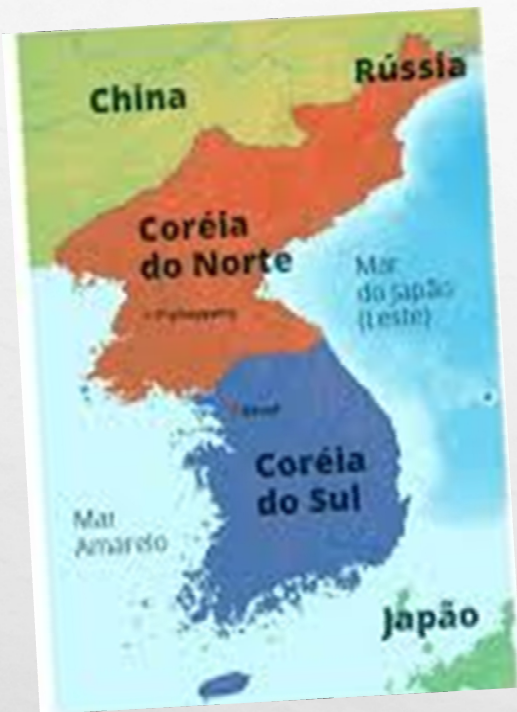 China
Rússia
Coréia
do Norte
Mar
do Japão
(Leste)
Coréia
do Sul
Mar
Amarelo
Japão